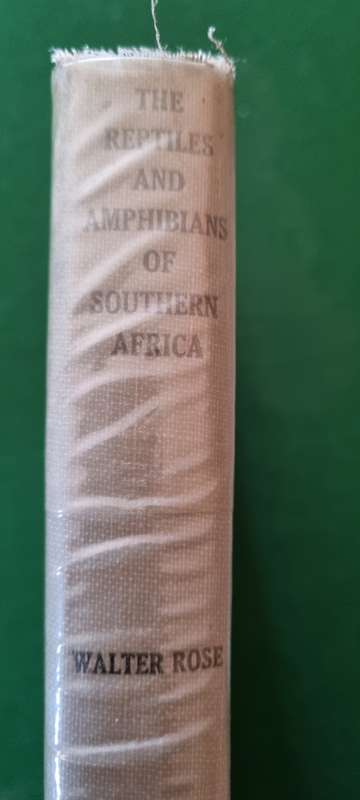 THE
REPTILES
AND
AMPHIBIANS
OF
SOUTHERN
AFRICA
WALTER ROSE